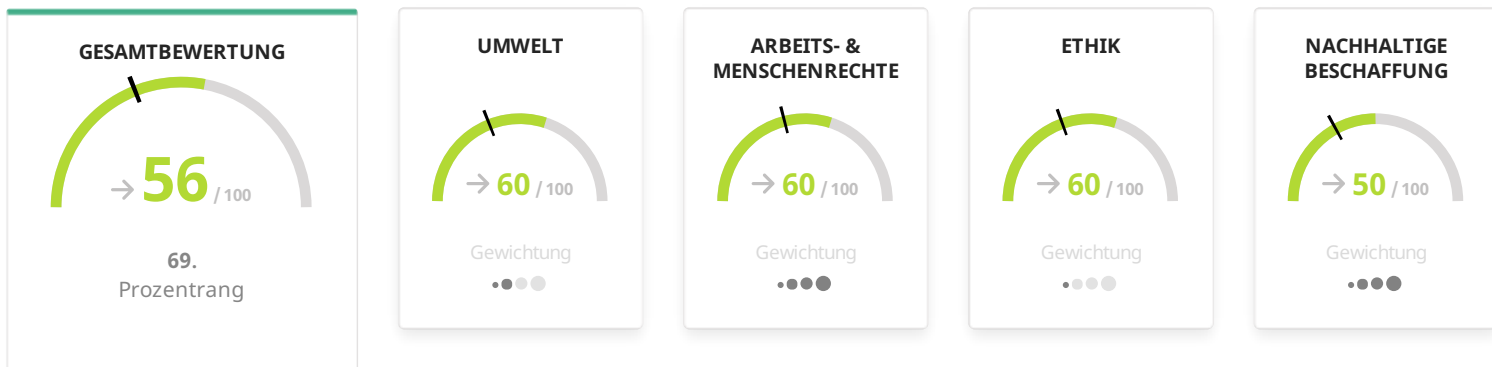 GESAMTBEWERTUNG
→ 56 / 100
69.
Prozentrang
UMWELT
→ 60 / 100
Gewichtung
ARBEITS- &
MENSCHENRECHTE
→ 60 / 100
Gewichtung
ETHIK
→ 60 / 100
Gewichtung
NACHHALTIGE
BESCHAFFUNG
→ 50 / 100
Gewichtung